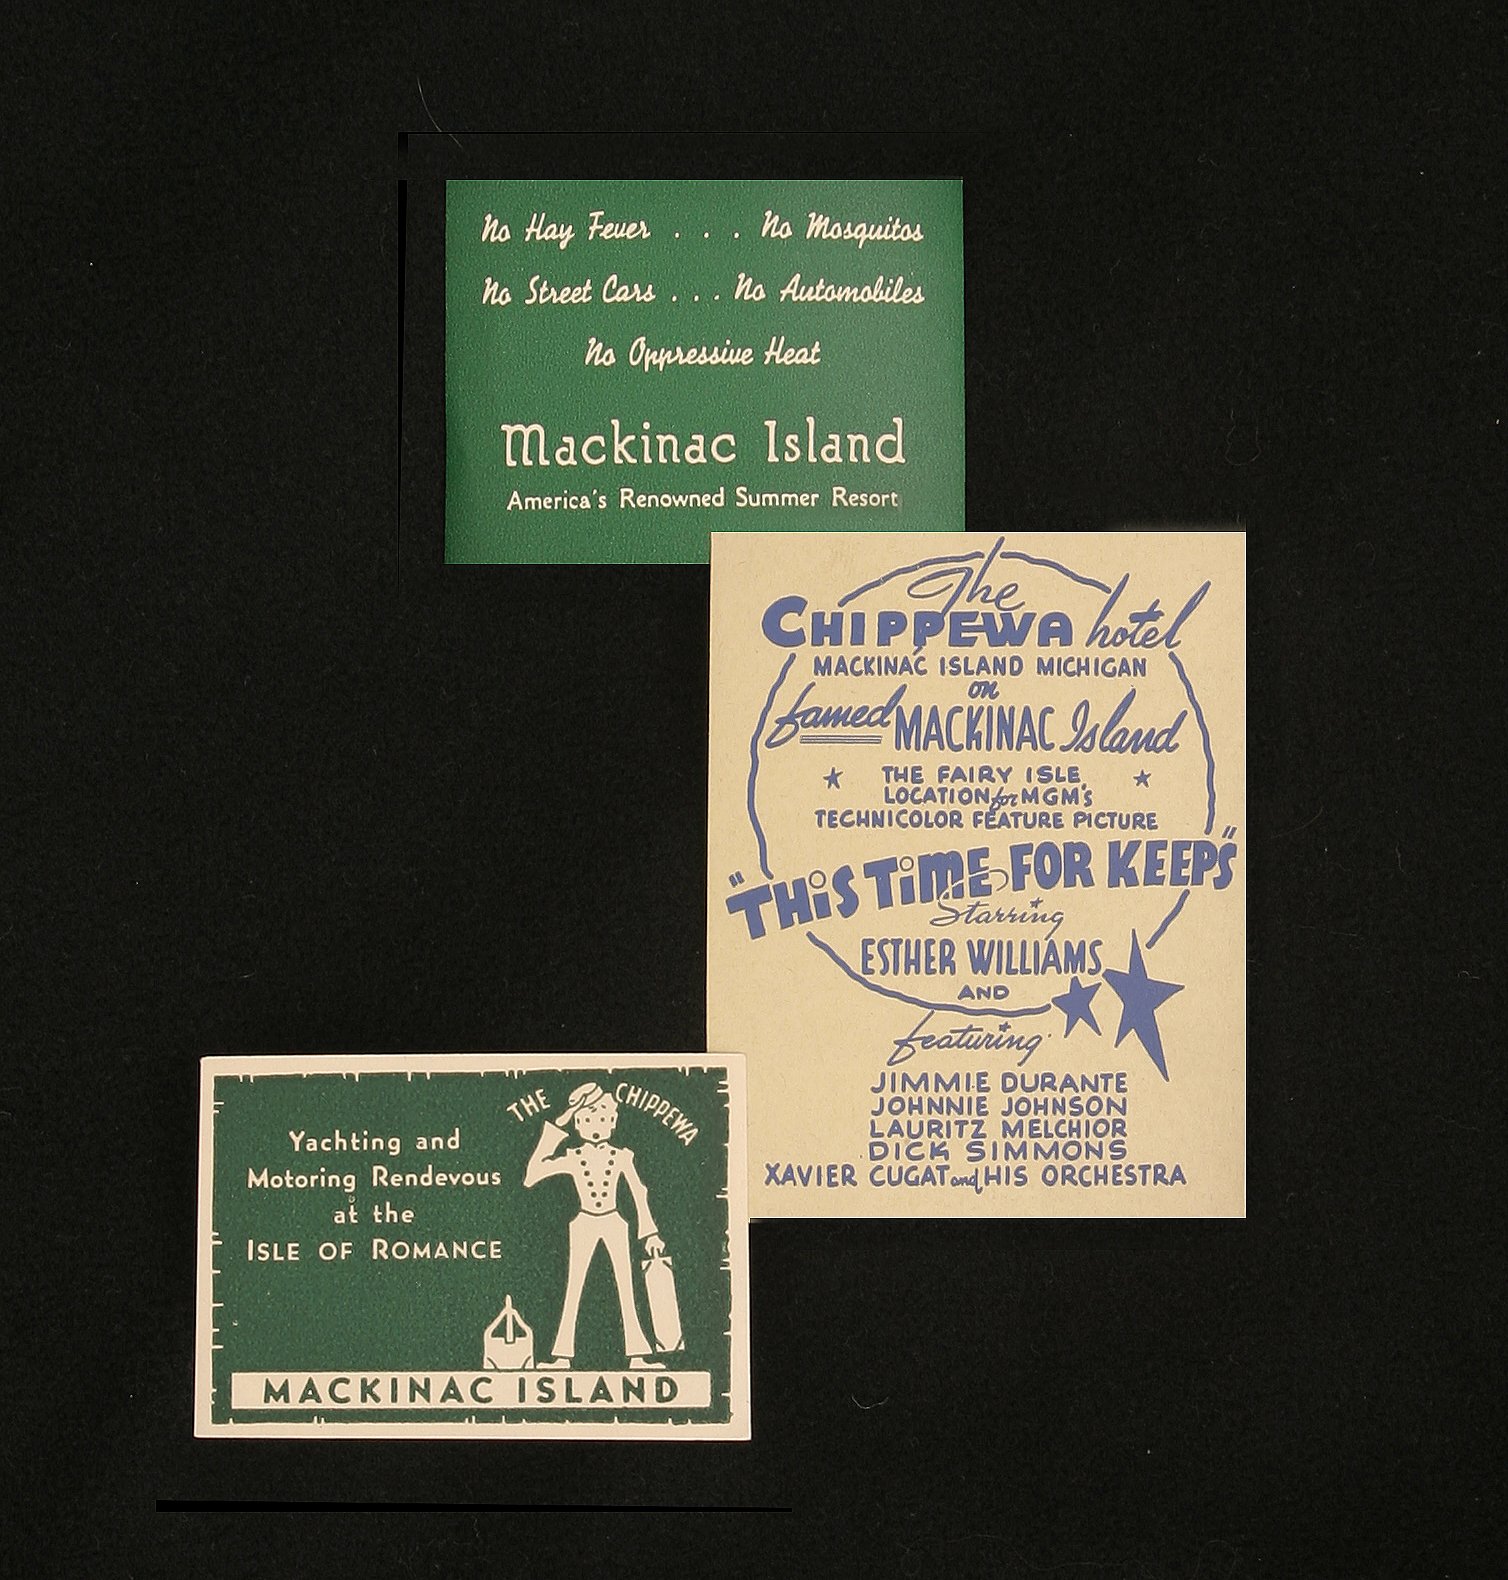 No Hay Fever . . . No Mosquitos
No Street Cars . . . No Automobiles
No Oppressive Heat
Mackinac Island
America's Renowned Summer Resort
The
CHIPPEWA hotel
MACKINAC ISLAND MICHIGAN
on
famed MACKINAC Island
THE FAIRY ISLE
LOCATION for MGM's
TECHNICOLOR FEATURE PICTURE
"THiS TiME FOR KEEPS"
Starring
ESTHER WILLIAMS
AND
featuring
JIMMIE DURANTE
JOHNNIE JOHNSON
LAURITZ MELCHIOR
DICK SIMMONS
XAVIER CUGAT and HIS ORCHESTRA
THE CHIPPEWA
Yachting and
Motoring Rendevous
at the
ISLE OF ROMANCE
MACKINAC ISLAND